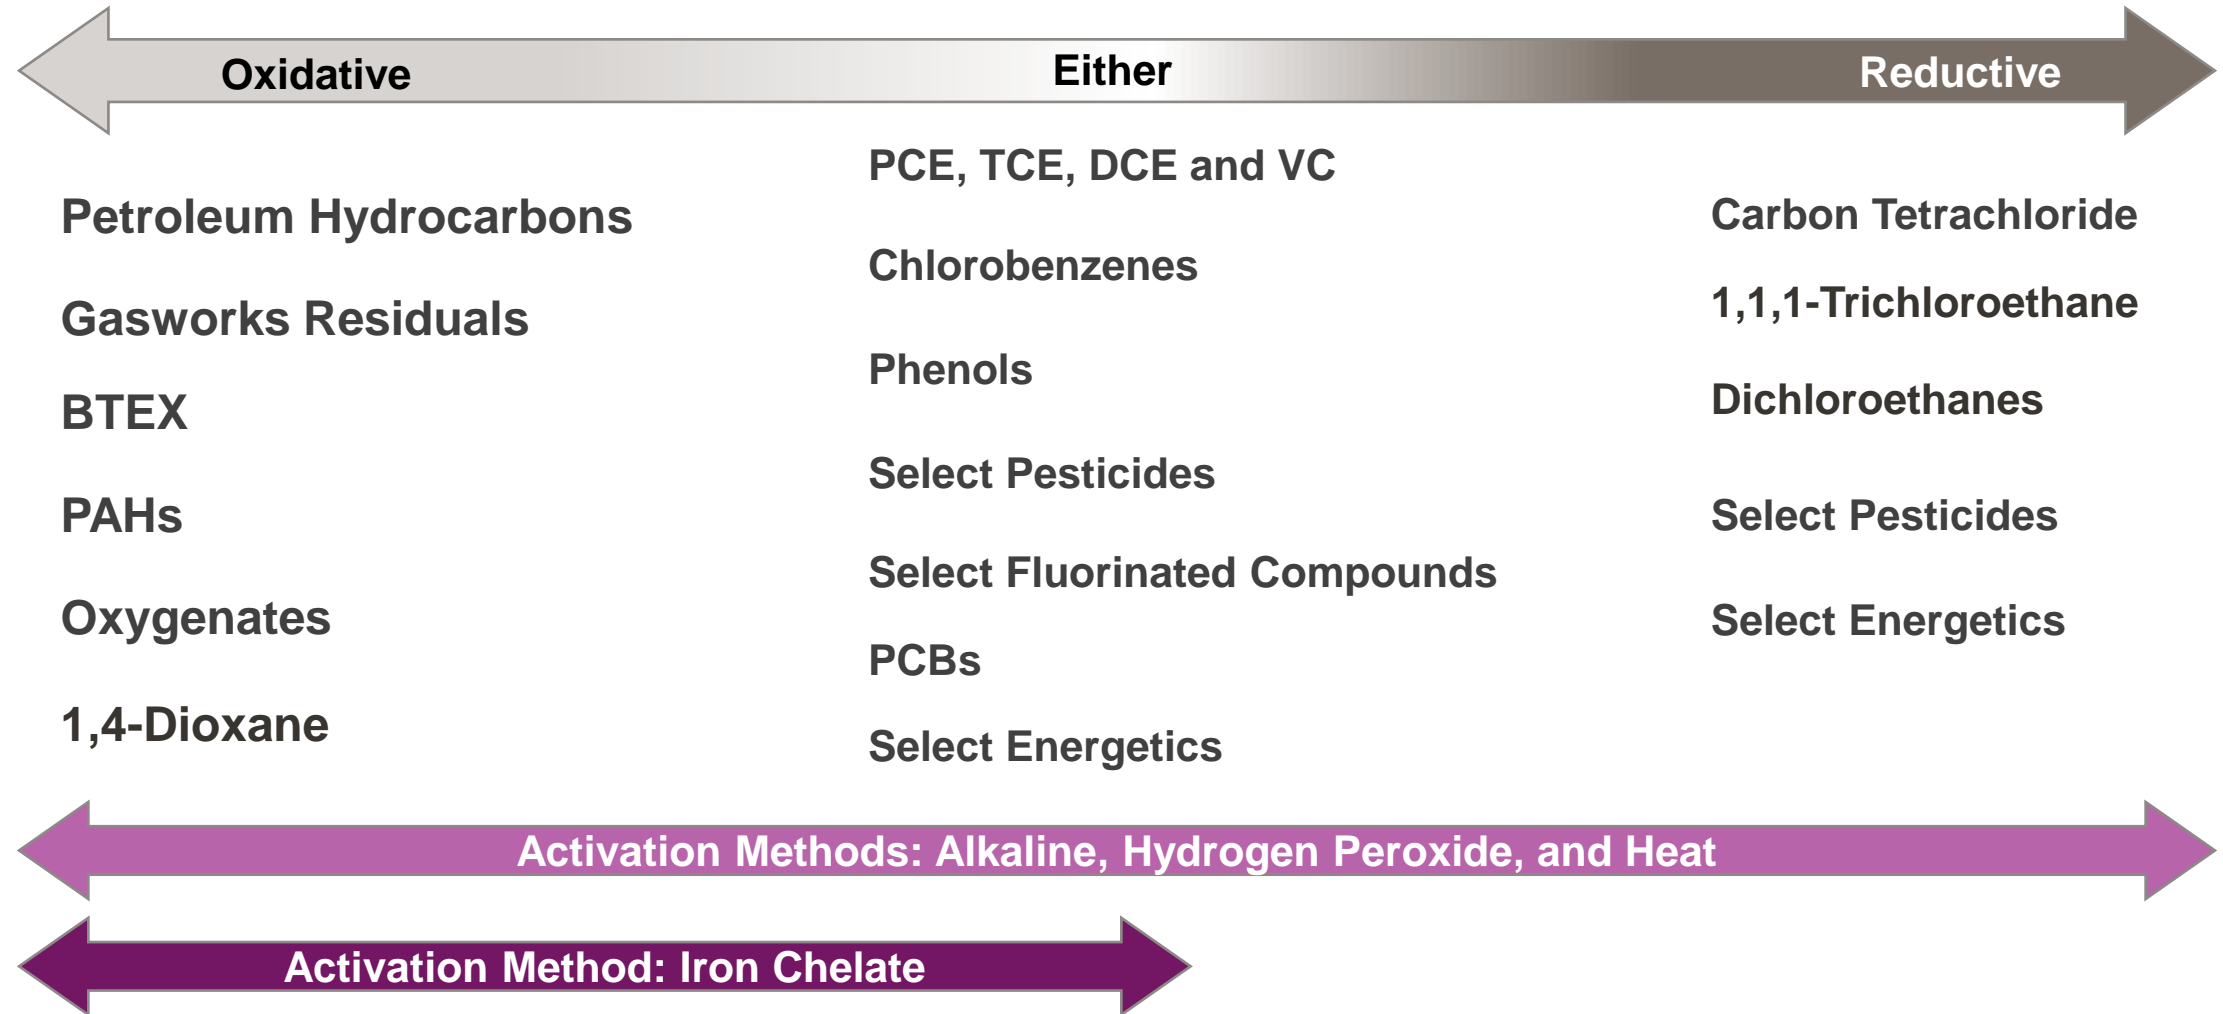 Oxidative
Either
Reductive
Petroleum Hydrocarbons
Gasworks Residuals
BTEX
PAHs
Oxygenates
1,4-Dioxane
PCE, TCE, DCE and VC
Chlorobenzenes
Phenols
Select Pesticides
Select Fluorinated Compounds
PCBs
Select Energetics
Carbon Tetrachloride
1,1,1-Trichloroethane
Dichloroethanes
Select Pesticides
Select Energetics
Activation Methods: Alkaline, Hydrogen Peroxide, and Heat
Activation Method: Iron Chelate